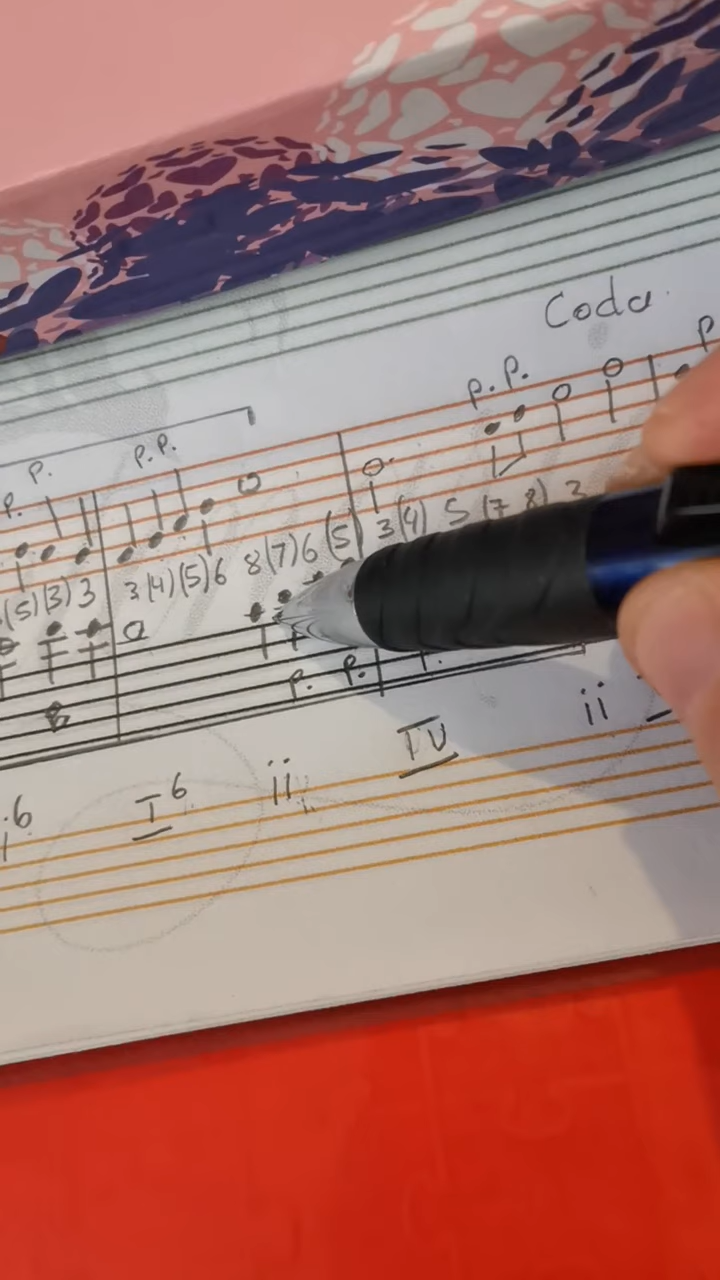 Coda
p. p. p.
p. p. p.p.
(5)(3) 3 3(4)(5)6 8(7)6 (5) 3(4) 5 (7 8) 3
p. p.
i6 I6 ii IV ii